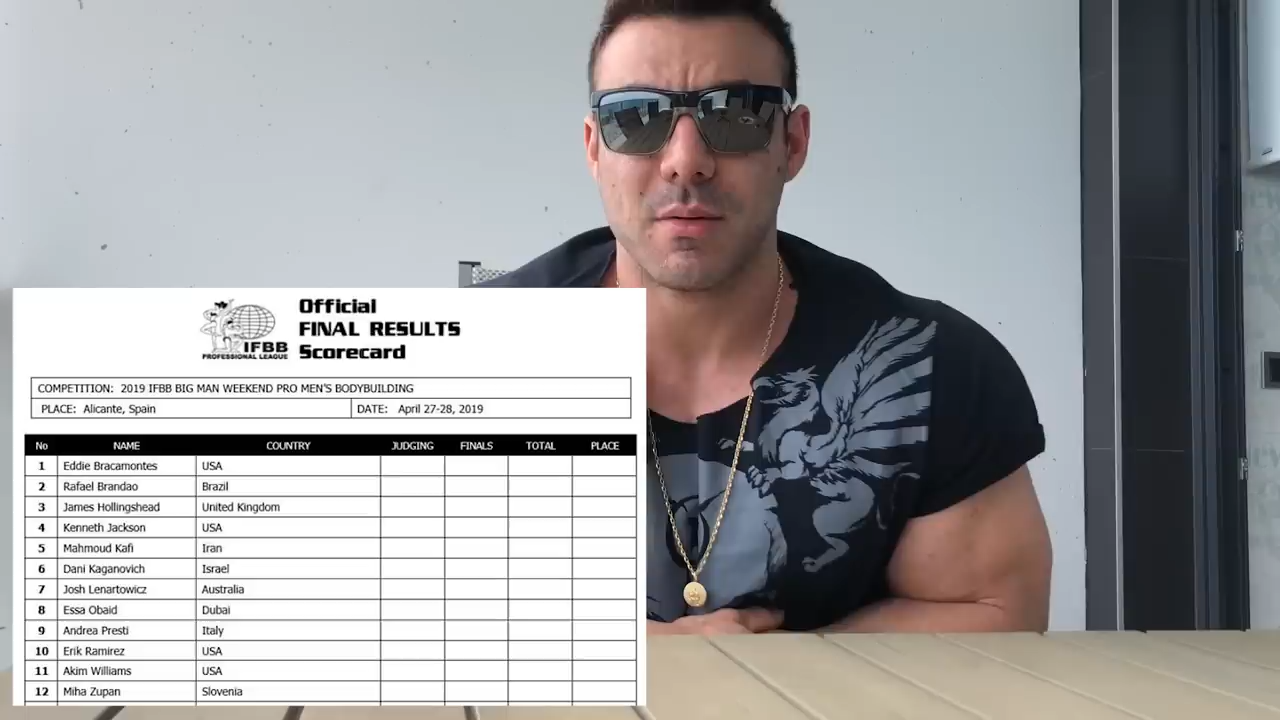 Official
FINAL RESULTS
Scorecard
IFBB
PROFESSIONAL LEAGUE
COMPETITION: 2019 IFBB BIG MAN WEEKEND PRO MEN'S BODYBUILDING
PLACE: Alicante, Spain DATE: April 27-28, 2019
No NAME COUNTRY JUDGING FINALS TOTAL PLACE
1 Eddie Bracamontes USA
2 Rafael Brandao Brazil
3 James Hollingshead United Kingdom
4 Kenneth Jackson USA
5 Mahmoud Kafi Iran
6 Dani Kaganovich Israel
7 Josh Lenartowicz Australia
8 Essa Obaid Dubai
9 Andrea Presti Italy
10 Erik Ramirez USA
11 Akim Williams USA
12 Miha Zupan Slovenia